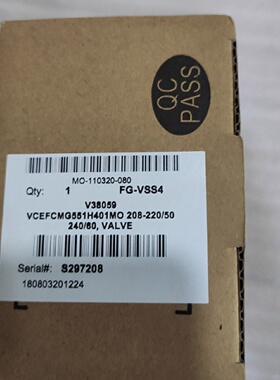 QC
PASS
MO-110320-080
Qty: 1 FG-VSS4
V38059
VCEFCMG551H401MO 208-220/50
240/60, VALVE
Serial#: S297208
180803201224